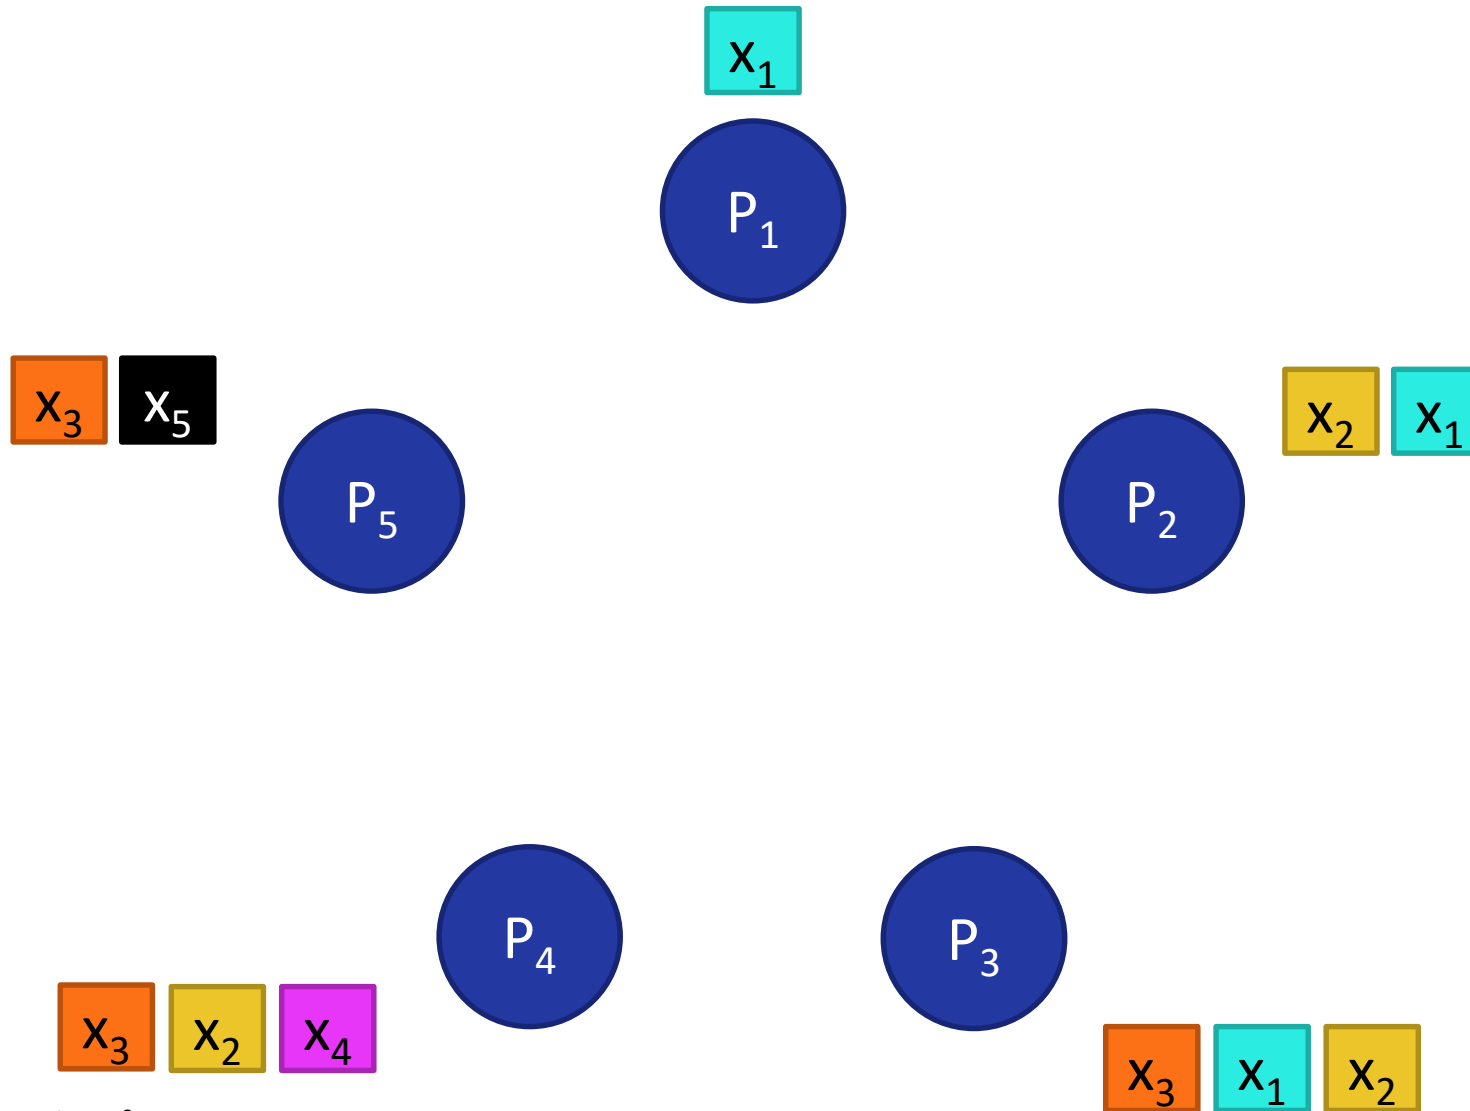 x₁
P₁
x₃ x₅
x₂ x₁
P₅
P₂
P₄
P₃
x₃ x₂ x₄
x₃ x₁ x₂